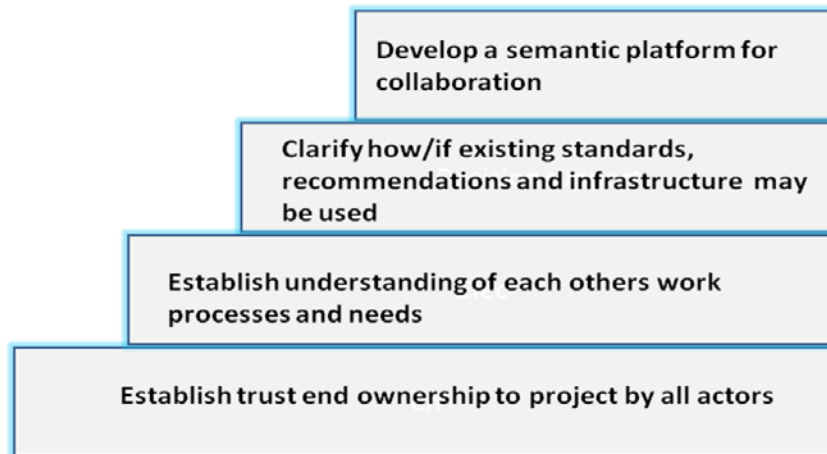 Develop a semantic platform for
collaboration
Clarify how/if existing standards,
recommendations and infrastructure may
be used
Establish understanding of each others work
processes and needs
Establish trust end ownership to project by all actors